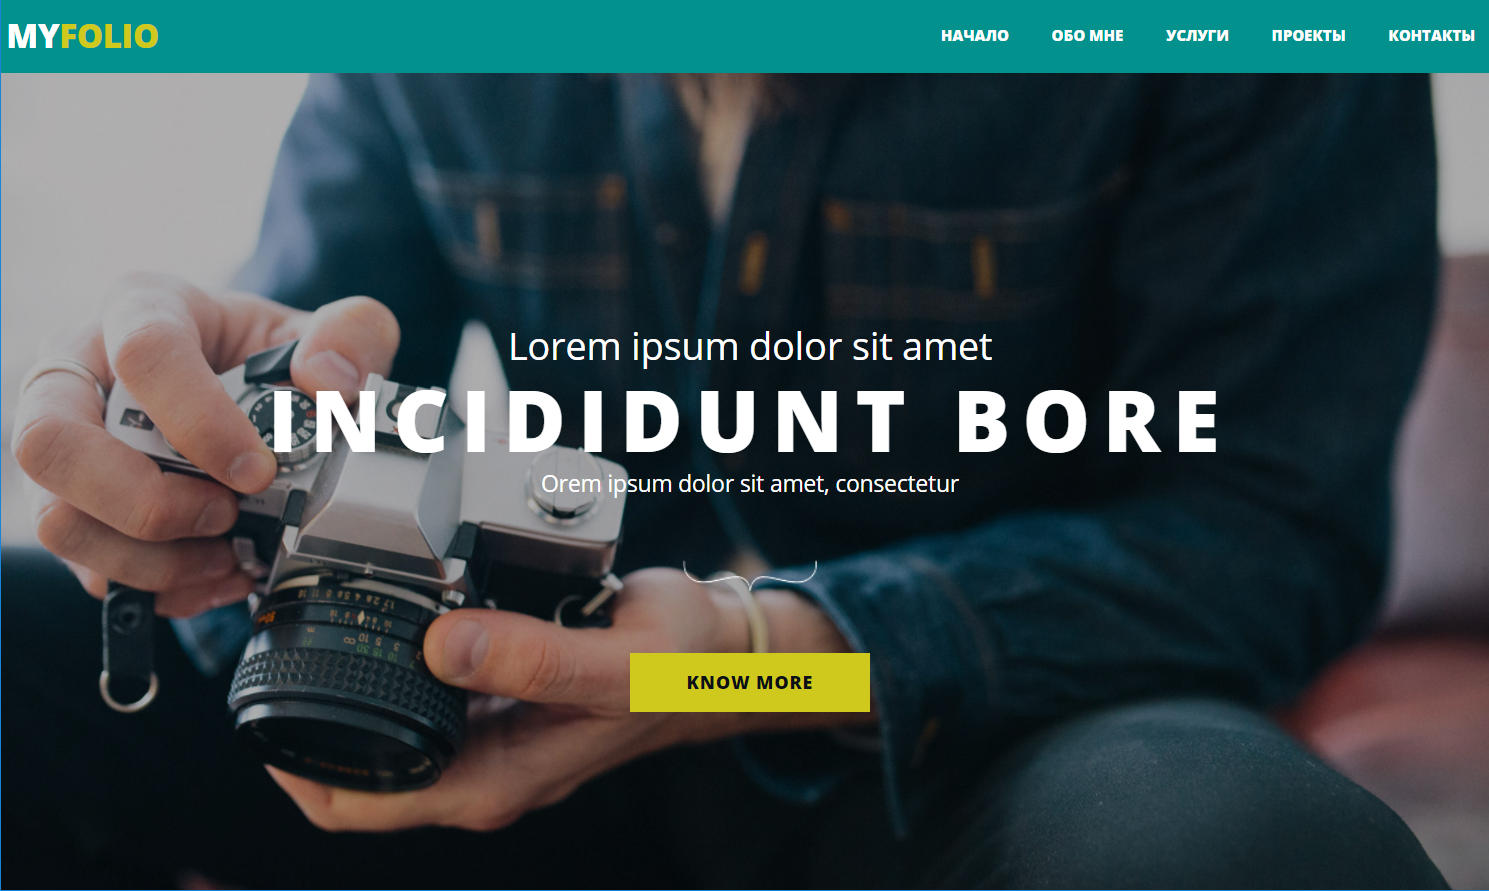 MYFOLIO
НАЧАЛО ОБО МНЕ УСЛУГИ ПРОЕКТЫ КОНТАКТЫ
Lorem ipsum dolor sit amet
INCIDIDUNT BORE
Orem ipsum dolor sit amet, consectetur
KNOW MORE